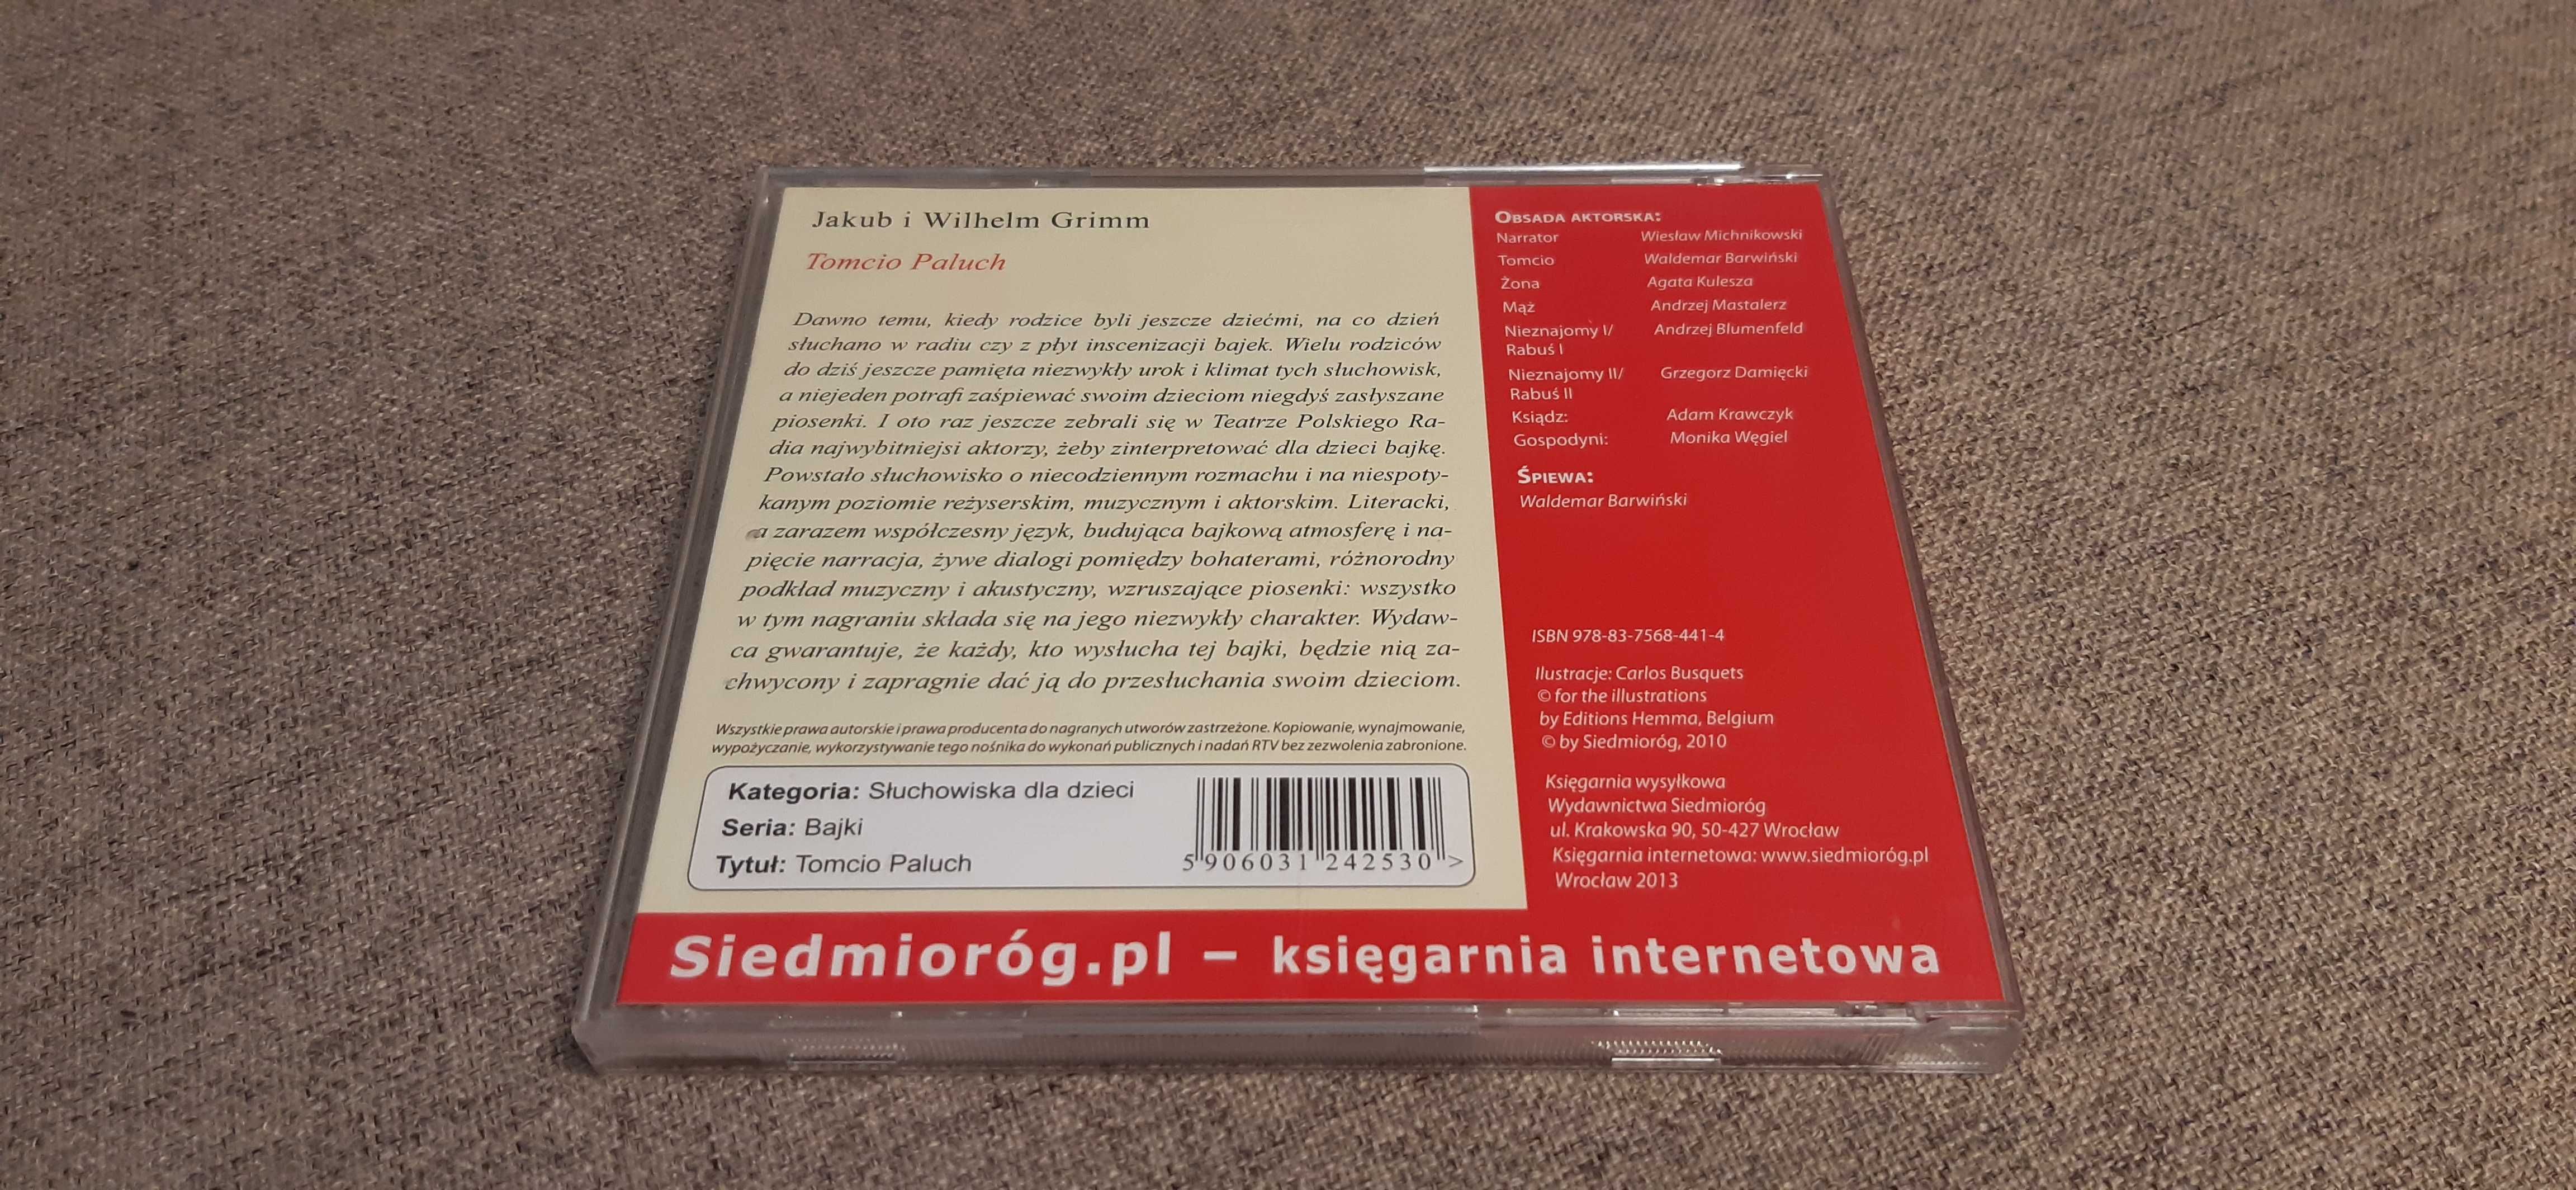 Jakub i Wilhelm Grimm
Tomcio Paluch
Dawno temu, kiedy rodzice byli jeszcze dziećmi, na co dzień
słuchano w radiu czy z płyt inscenizacji bajek. Wielu rodziców
do dziś jeszcze pamięta niezwykły urok i klimat tych słuchowisk,
a niejeden potrafi zaśpiewać swoim dzieciom niegdyś zasłyszane
piosenki. I oto raz jeszcze zebrali się w Teatrze Polskiego Ra-
dia najwybitniejsi aktorzy, żeby zinterpretować dla dzieci bajkę.
Powstało słuchowisko o niecodziennym rozmachu i na niespoty-
kanym poziomie reżyserskim, muzycznym i aktorskim. Literacki,
a zarazem współczesny język, budująca bajkową atmosferę i na-
pięcie narracja, żywe dialogi pomiędzy bohaterami, różnorodny
podkład muzyczny i akustyczny, wzruszające piosenki: wszystko
w tym nagraniu składa się na jego niezwykły charakter. Wydaw-
ca gwarantuje, że każdy, kto wysłucha tej bajki, będzie nią za-
chwycony i zapragnie dać ją do przesłuchania swoim dzieciom.
Wszystkie prawa autorskie i prawa producenta do nagranych utworów zastrzeżone. Kopiowanie, wynajmowanie,
wypożyczanie, wykorzystywanie tego nośnika do wykonań publicznych i nadań RTV bez zezwolenia zabronione.
Kategoria: Słuchowiska dla dzieci
Seria: Bajki
Tytuł: Tomcio Paluch
5 906031 242530 >
OBSADA AKTORSKA:
Narrator Wiesław Michnikowski
Tomcio Waldemar Barwiński
Żona Agata Kulesza
Mąż Andrzej Mastalerz
Nieznajomy I/ Andrzej Blumenfeld
Rabuś I
Nieznajomy II/ Grzegorz Damięcki
Rabuś II
Ksiądz: Adam Krawczyk
Gospodyni: Monika Węgiel
ŚPIEWA:
Waldemar Barwiński
ISBN 978-83-7568-441-4
Ilustracje: Carlos Busquets
© for the illustrations
by Editions Hemma, Belgium
© by Siedmioróg, 2010
Księgarnia wysyłkowa
Wydawnictwa Siedmioróg
ul. Krakowska 90, 50-427 Wrocław
Księgarnia internetowa: www.siedmioróg.pl
Wrocław 2013
Siedmioróg.pl – księgarnia internetowa